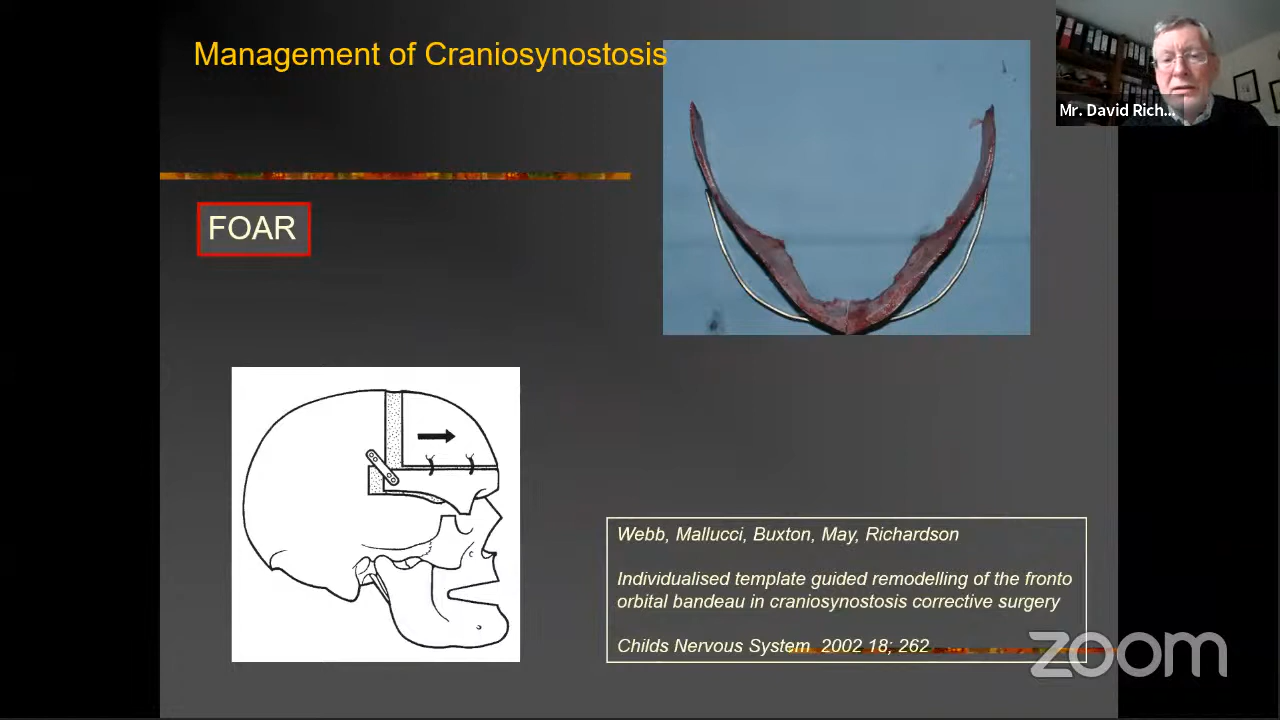 Management of Craniosynostosis
Mr. David Rich...
FOAR
Webb, Mallucci, Buxton, May, Richardson
Individualised template guided remodelling of the fronto
orbital bandeau in craniosynostosis corrective surgery
Childs Nervous System 2002 18; 262
zoom